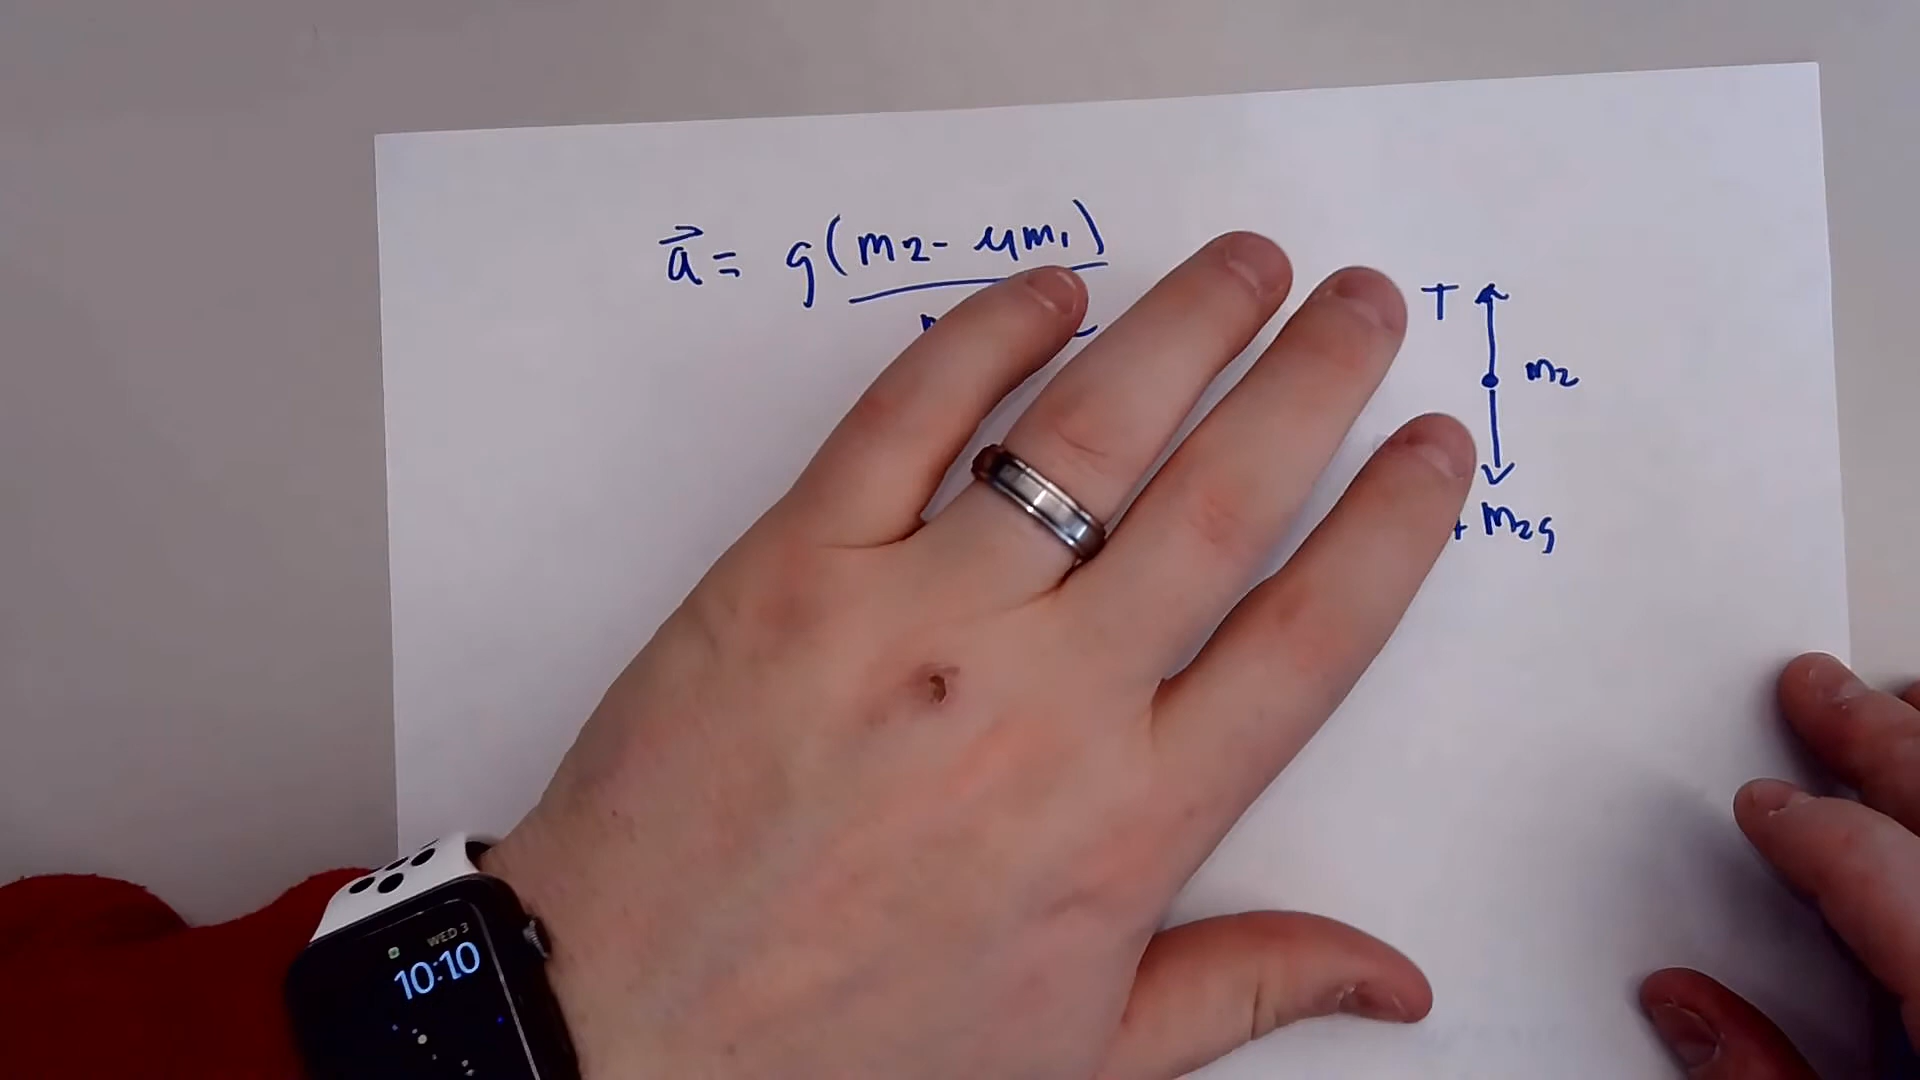 a⃗ = g(m2 - μm1)
T
m2
+ m2g
WED 3
10:10